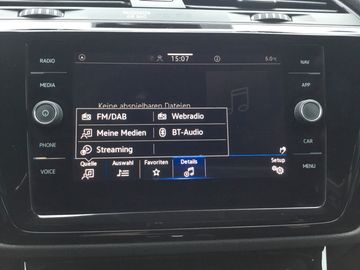 RADIO
15:07
5.0°C
NAV
MEDIA
APP
Keine abspielbaren Dateien
FM/DAB Webradio
Meine Medien BT-Audio
Streaming
PHONE
CAR
Quelle Auswahl Favoriten Details Setup
VOICE
MENU